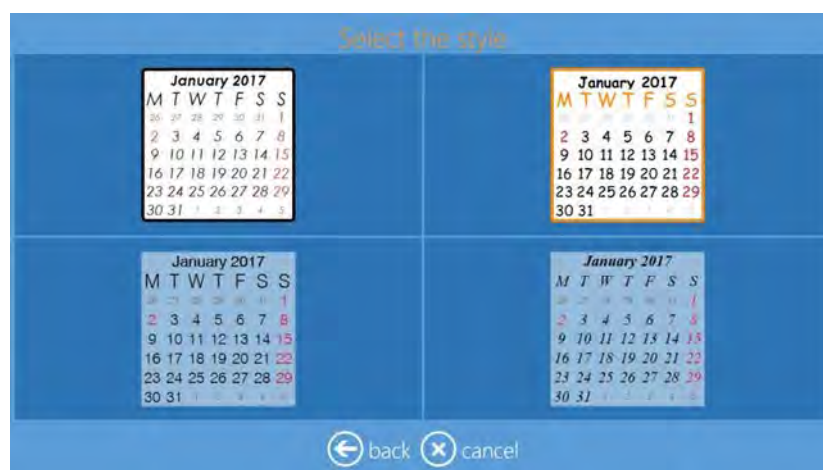 Select the style
January 2017
M T W T F S S
26 27 28 29 30 31 1
2 3 4 5 6 7 8
9 10 11 12 13 14 15
16 17 18 19 20 21 22
23 24 25 26 27 28 29
30 31 1 2 3 4 5
January 2017
M T W T F S S
1
2 3 4 5 6 7 8
9 10 11 12 13 14 15
16 17 18 19 20 21 22
23 24 25 26 27 28 29
30 31
January 2017
M T W T F S S
1
2 3 4 5 6 7 8
9 10 11 12 13 14 15
16 17 18 19 20 21 22
23 24 25 26 27 28 29
30 31
January 2017
M T W T F S S
1
2 3 4 5 6 7 8
9 10 11 12 13 14 15
16 17 18 19 20 21 22
23 24 25 26 27 28 29
30 31
back cancel